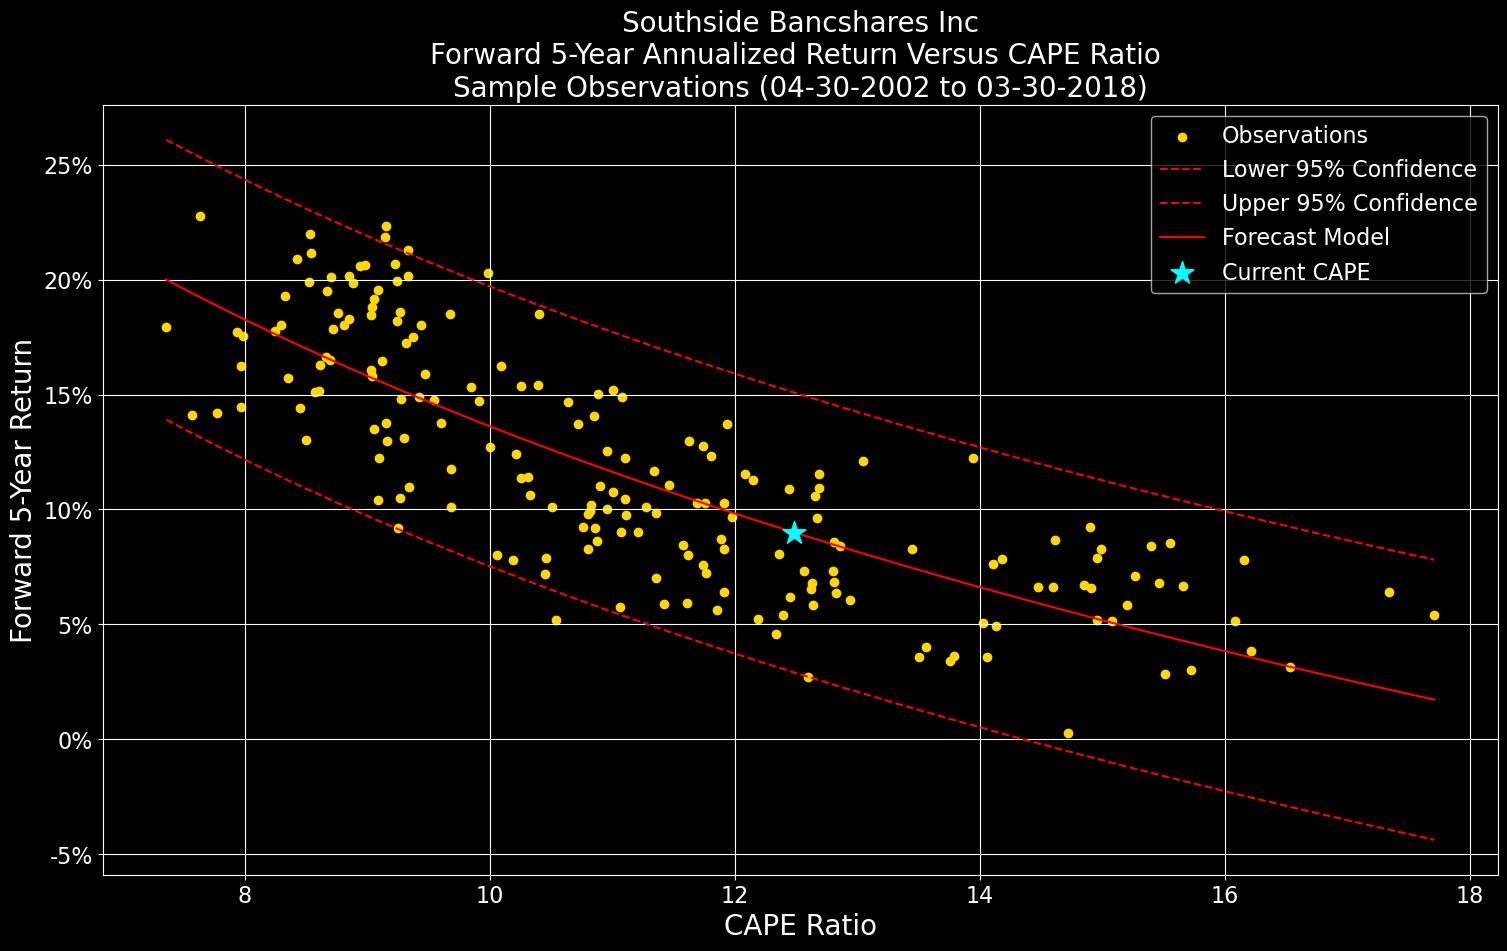 Southside Bancshares Inc
Forward 5-Year Annualized Return Versus CAPE Ratio
Sample Observations (04-30-2002 to 03-30-2018)
Observations
Lower 95% Confidence
Upper 95% Confidence
Forecast Model
Current CAPE
Forward 5-Year Return
25%
20%
15%
10%
5%
0%
-5%
8
10
12
14
16
18
CAPE Ratio